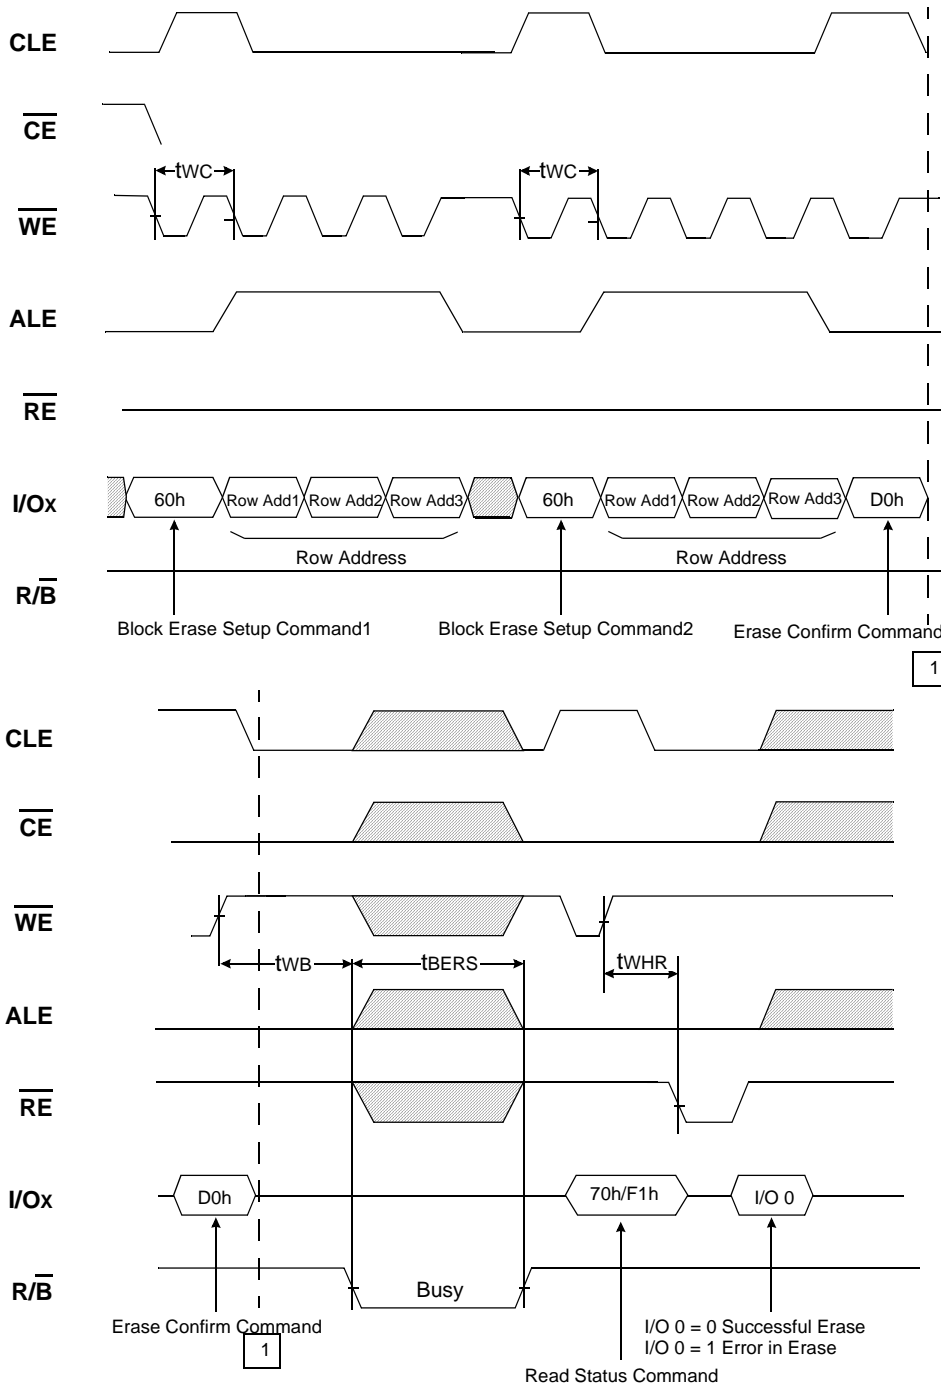 CLE
CE
tWC tWC
WE
ALE
RE
I/Ox 60h Row Add1 Row Add2 Row Add3 60h Row Add1 Row Add2 Row Add3 D0h
Row Address Row Address
R/B
Block Erase Setup Command1 Block Erase Setup Command2 Erase Confirm Command
1
CLE
CE
WE
tWB tBERS tWHR
ALE
RE
I/Ox D0h 70h/F1h I/O 0
R/B Busy
Erase Confirm Command
1
I/O 0 = 0 Successful Erase
I/O 0 = 1 Error in Erase
Read Status Command